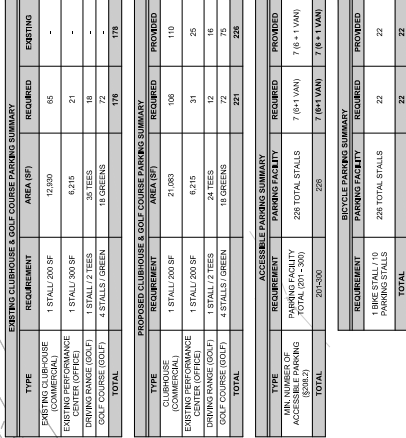 EXISTING CLUBHOUSE & GOLF COURSE PARKING SUMMARY
TYPE REQUIREMENT AREA (SF) REQUIRED EXISTING
EXISTING CLUBHOUSE (COMMERCIAL) 1 STALL/ 200 SF 12,930 65 -
EXISTING PERFORMANCE CENTER (OFFICE) 1 STALL/ 300 SF 6,215 21 -
DRIVING RANGE (GOLF) 1 STALL / 2 TEES 35 TEES 18 -
GOLF COURSE (GOLF) 4 STALLS / GREEN 18 GREENS 72 -
TOTAL 176 178
PROPOSED CLUBHOUSE & GOLF COURSE PARKING SUMMARY
TYPE REQUIREMENT AREA (SF) REQUIRED PROVIDED
CLUBHOUSE (COMMERCIAL) 1 STALL/ 200 SF 21,083 106 110
EXISTING PERFORMANCE CENTER (OFFICE) 1 STALL/ 200 SF 6,215 31 25
DRIVING RANGE (GOLF) 1 STALL / 2 TEES 24 TEES 12 16
GOLF COURSE (GOLF) 4 STALLS / GREEN 18 GREENS 72 75
TOTAL 221 226
ACCESSIBLE PARKING SUMMARY
TYPE REQUIREMENT PARKING FACILITY REQUIRED PROVIDED
MIN. NUMBER OF ACCESSIBLE PARKING (§208.2) PARKING FACILITY TOTAL (201 - 300) 226 TOTAL STALLS 7 (6+1 VAN) 7 (6 + 1 VAN)
TOTAL 201-300 226 7 (6+1 VAN) 7 (6 + 1 VAN)
BICYCLE PARKING SUMMARY
REQUIREMENT PARKING FACILITY REQUIRED PROVIDED
1 BIKE STALL / 10 PARKING STALLS 226 TOTAL STALLS 22 22
TOTAL 22 22